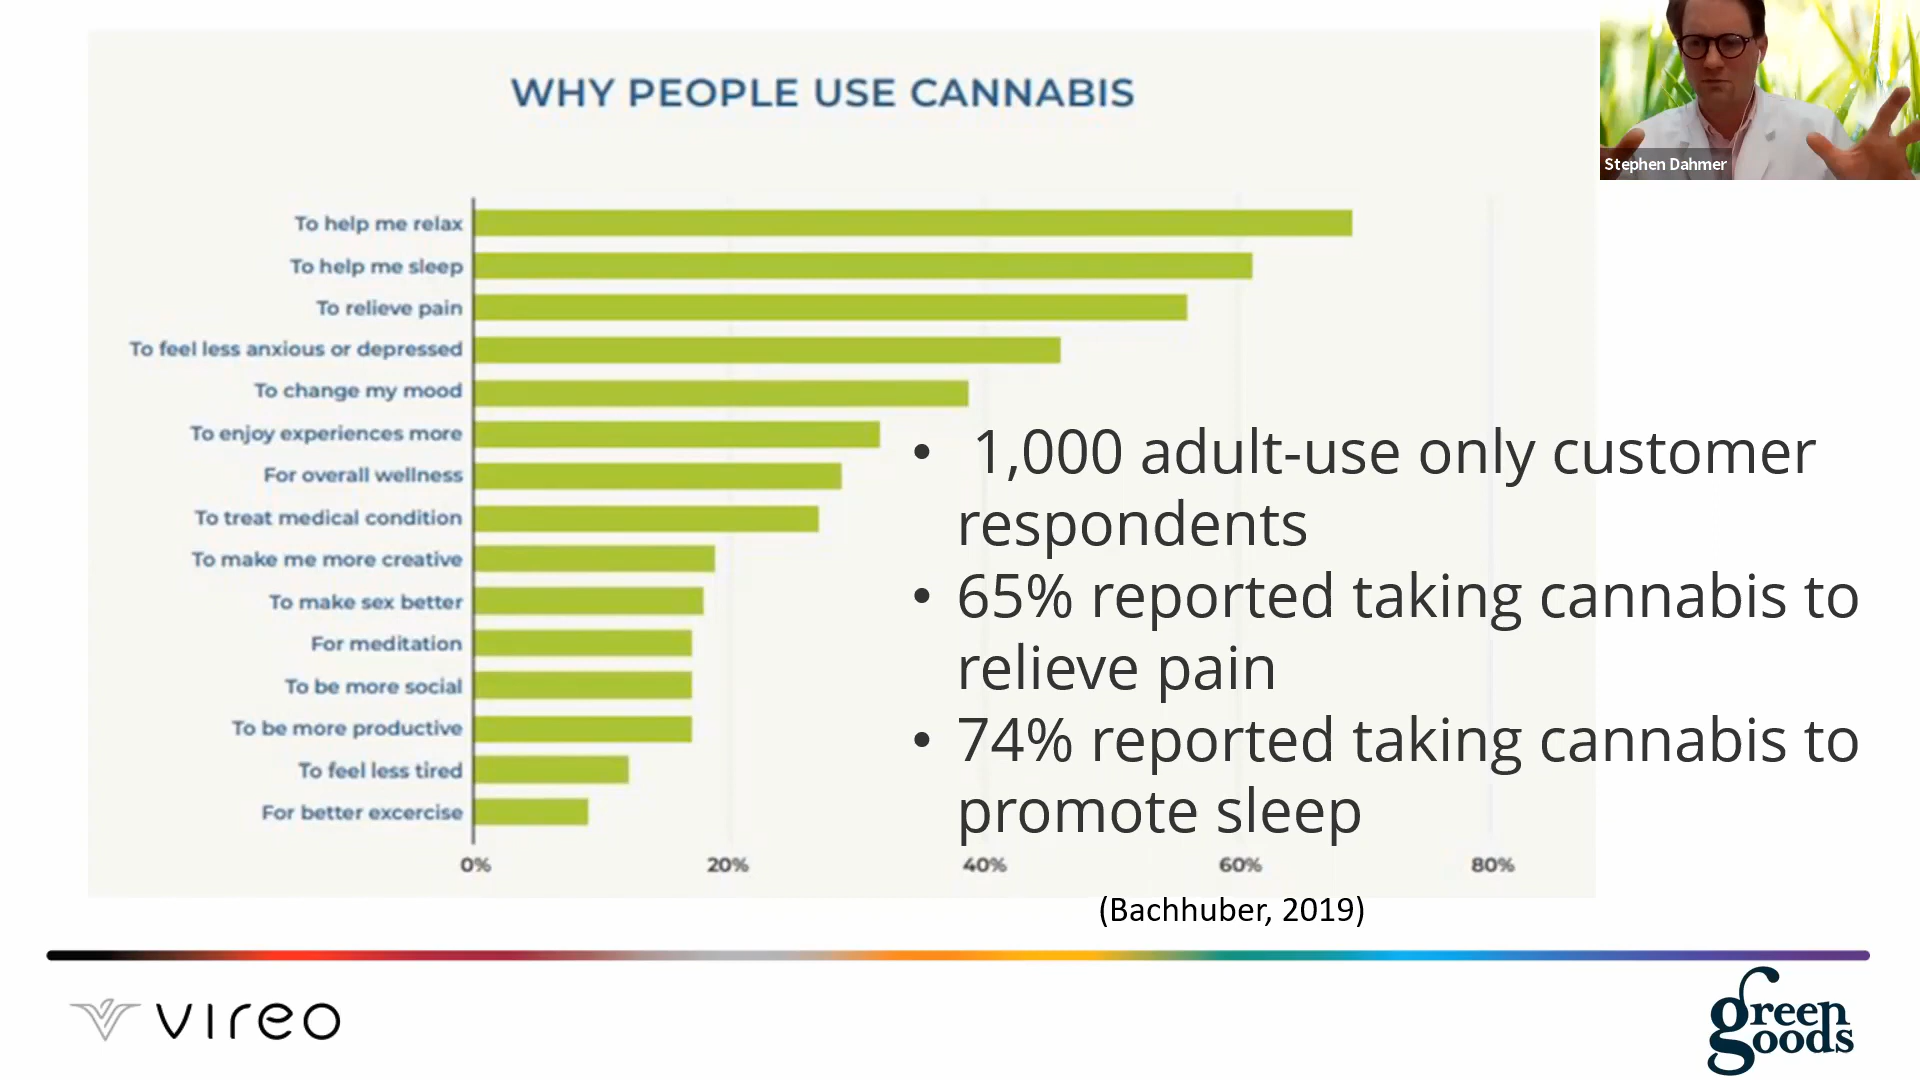 WHY PEOPLE USE CANNABIS
Stephen Dahmer
To help me relax
To help me sleep
To relieve pain
To feel less anxious or depressed
To change my mood
To enjoy experiences more
For overall wellness
To treat medical condition
To make me more creative
To make sex better
For meditation
To be more social
To be more productive
To feel less tired
For better excercise
0% 20% 40% 60% 80%
• 1,000 adult-use only customer
respondents
• 65% reported taking cannabis to
relieve pain
• 74% reported taking cannabis to
promote sleep
(Bachhuber, 2019)
vireo
green
goods